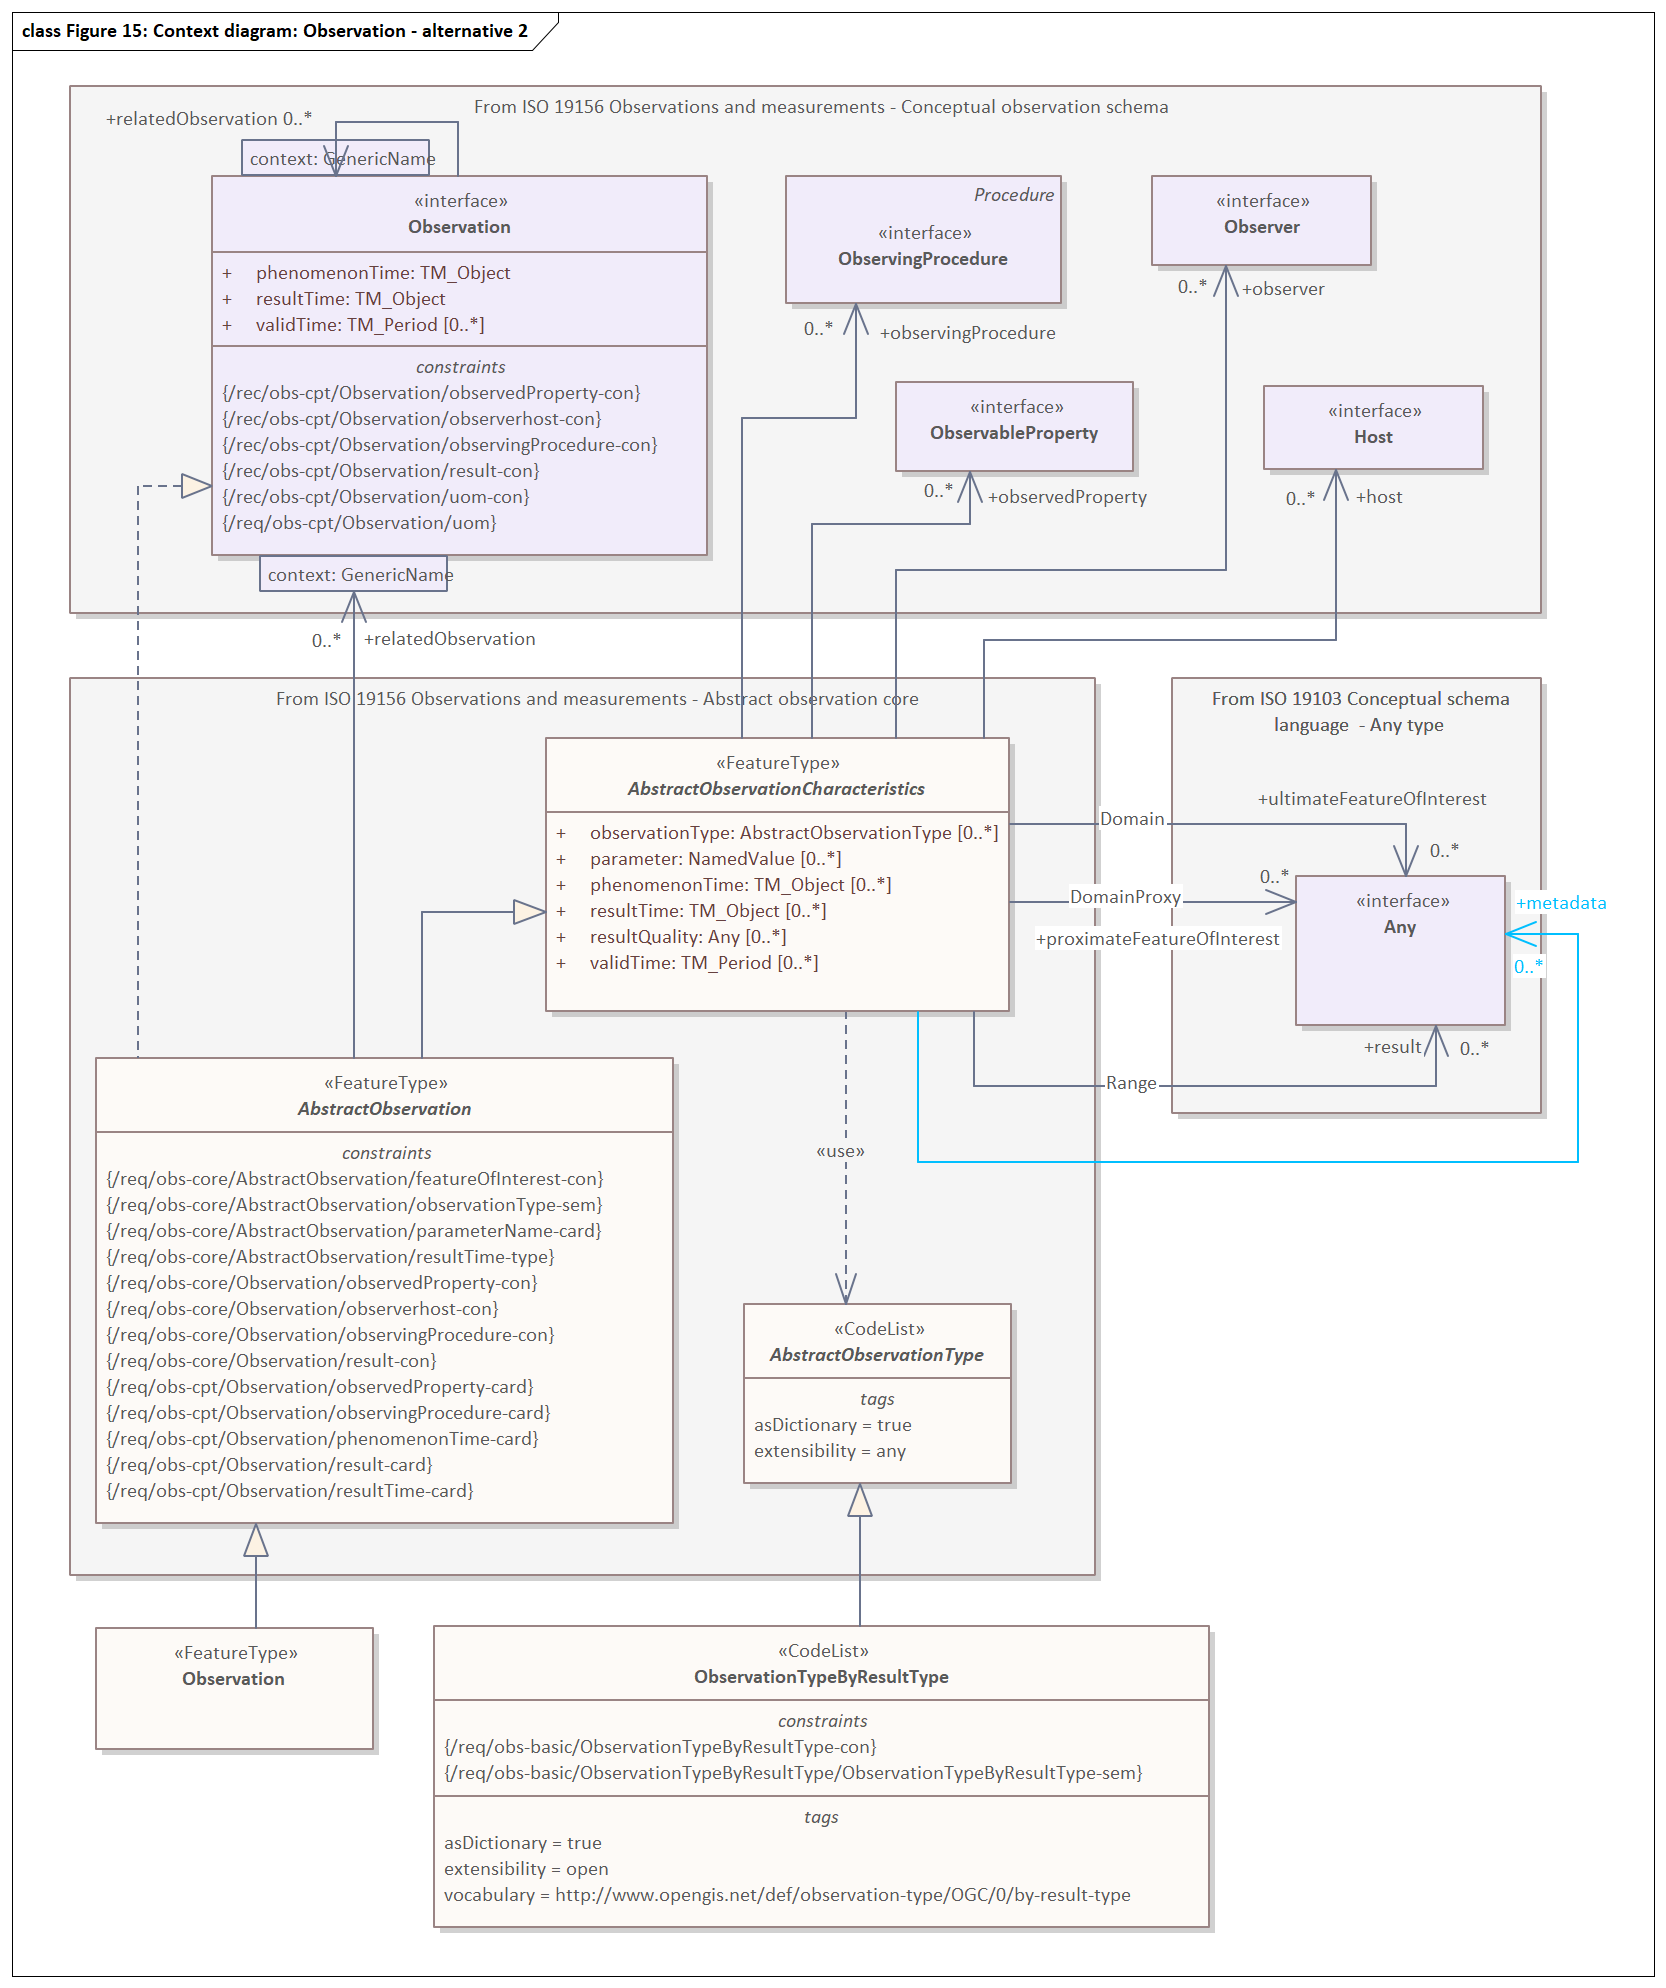 class Figure 15: Context diagram: Observation - alternative 2
From ISO 19156 Observations and measurements - Conceptual observation schema
+relatedObservation 0..*
context: GenericName
«interface»
Observation
+ phenomenonTime: TM_Object
+ resultTime: TM_Object
+ validTime: TM_Period [0..*]
constraints
{/rec/obs-cpt/Observation/observedProperty-con}
{/rec/obs-cpt/Observation/observerhost-con}
{/rec/obs-cpt/Observation/observingProcedure-con}
{/rec/obs-cpt/Observation/result-con}
{/rec/obs-cpt/Observation/uom-con}
{/req/obs-cpt/Observation/uom}
context: GenericName
0..* +relatedObservation
Procedure
«interface»
ObservingProcedure
0..* +observingProcedure
«interface»
Observer
0..* +observer
«interface»
ObservableProperty
0..* +observedProperty
«interface»
Host
0..* +host
From ISO 19156 Observations and measurements - Abstract observation core
«FeatureType»
AbstractObservationCharacteristics
+ observationType: AbstractObservationType [0..*]
+ parameter: NamedValue [0..*]
+ phenomenonTime: TM_Object [0..*]
+ resultTime: TM_Object [0..*]
+ resultQuality: Any [0..*]
+ validTime: TM_Period [0..*]
From ISO 19103 Conceptual schema
language - Any type
+ultimateFeatureOfInterest
Domain
0..*
0..*
DomainProxy
+proximateFeatureOfInterest
«interface»
Any
+metadata
0..*
+result 0..*
Range
«use»
«FeatureType»
AbstractObservation
constraints
{/req/obs-core/AbstractObservation/featureOfInterest-con}
{/req/obs-core/AbstractObservation/observationType-sem}
{/req/obs-core/AbstractObservation/parameterName-card}
{/req/obs-core/AbstractObservation/resultTime-type}
{/req/obs-core/Observation/observedProperty-con}
{/req/obs-core/Observation/observerhost-con}
{/req/obs-core/Observation/observingProcedure-con}
{/req/obs-core/Observation/result-con}
{/req/obs-cpt/Observation/observedProperty-card}
{/req/obs-cpt/Observation/observingProcedure-card}
{/req/obs-cpt/Observation/phenomenonTime-card}
{/req/obs-cpt/Observation/result-card}
{/req/obs-cpt/Observation/resultTime-card}
«CodeList»
AbstractObservationType
tags
asDictionary = true
extensibility = any
«FeatureType»
Observation
«CodeList»
ObservationTypeByResultType
constraints
{/req/obs-basic/ObservationTypeByResultType-con}
{/req/obs-basic/ObservationTypeByResultType/ObservationTypeByResultType-sem}
tags
asDictionary = true
extensibility = open
vocabulary = http://www.opengis.net/def/observation-type/OGC/0/by-result-type